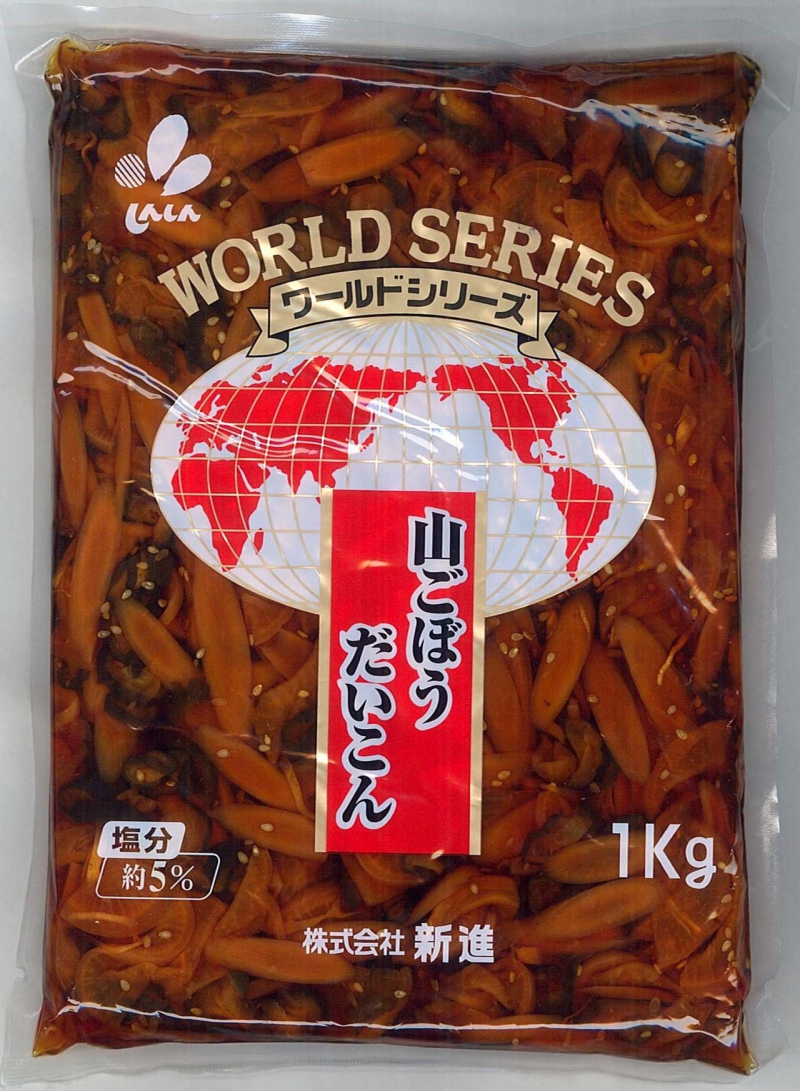 しんしん
WORLD SERIES
ワールドシリーズ
山ごぼう
だいこん
塩分
約5%
1Kg
株式会社 新進